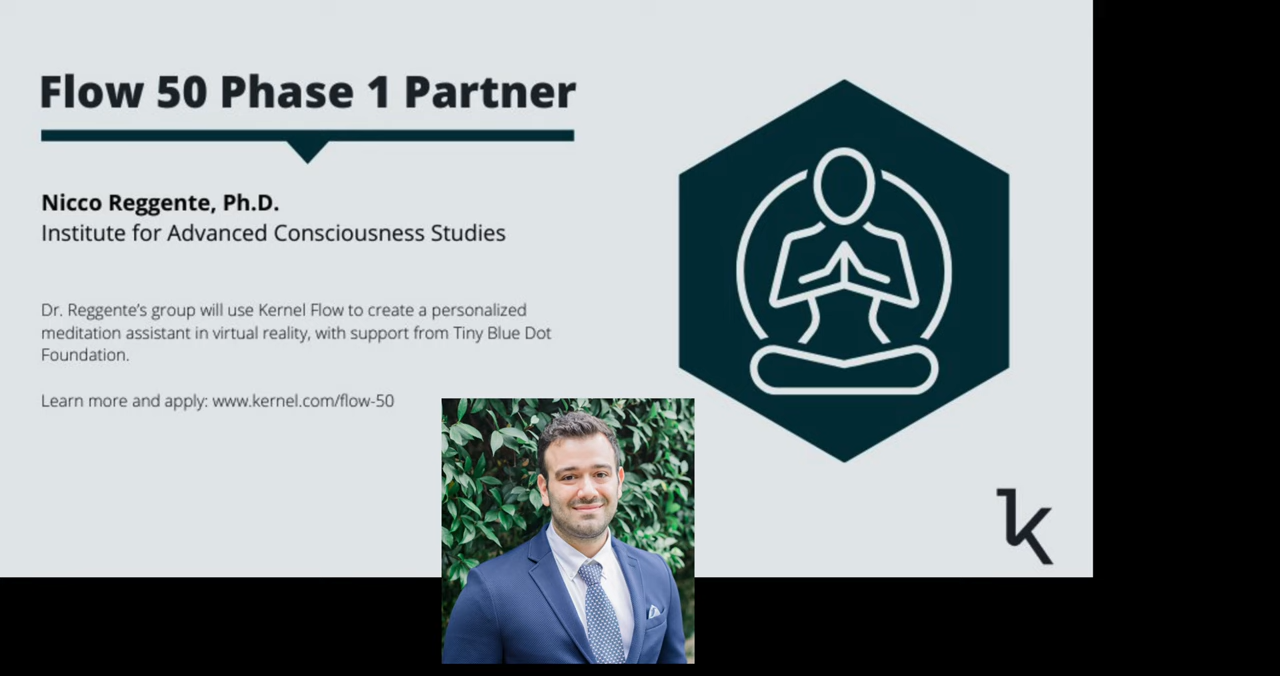 Flow 50 Phase 1 Partner
Nicco Reggente, Ph.D.
Institute for Advanced Consciousness Studies
Dr. Reggente’s group will use Kernel Flow to create a personalized
meditation assistant in virtual reality, with support from Tiny Blue Dot
Foundation.
Learn more and apply: www.kernel.com/flow-50
k